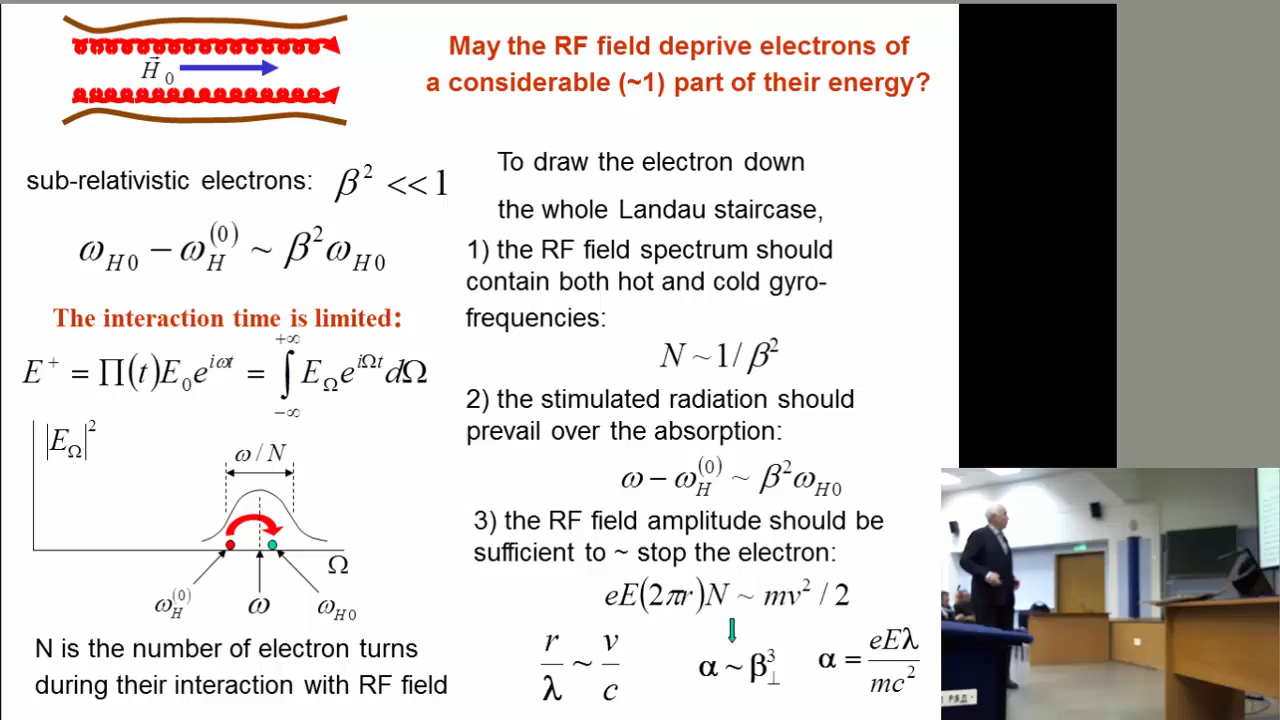 H⃗₀
May the RF field deprive electrons of
a considerable (~1) part of their energy?
sub-relativistic electrons: β² << 1
ω_H0 − ω_H^(0) ~ β²ω_H0
The interaction time is limited:
E⁺ = Π(t)E₀e^{iωt} = ∫_{−∞}^{+∞} E_Ω e^{iΩt} dΩ
|E_Ω|²
ω / N
Ω
ω_H^(0)
ω
ω_H0
N is the number of electron turns
during their interaction with RF field
To draw the electron down
the whole Landau staircase,
1) the RF field spectrum should
contain both hot and cold gyro-
frequencies:
N ~ 1/β²
2) the stimulated radiation should
prevail over the absorption:
ω − ω_H^(0) ~ β²ω_H0
3) the RF field amplitude should be
sufficient to ~ stop the electron:
eE(2πr)N ~ mv² / 2
r/λ ~ v/c
α ~ β⊥³
α = eEλ/mc²
РЯД